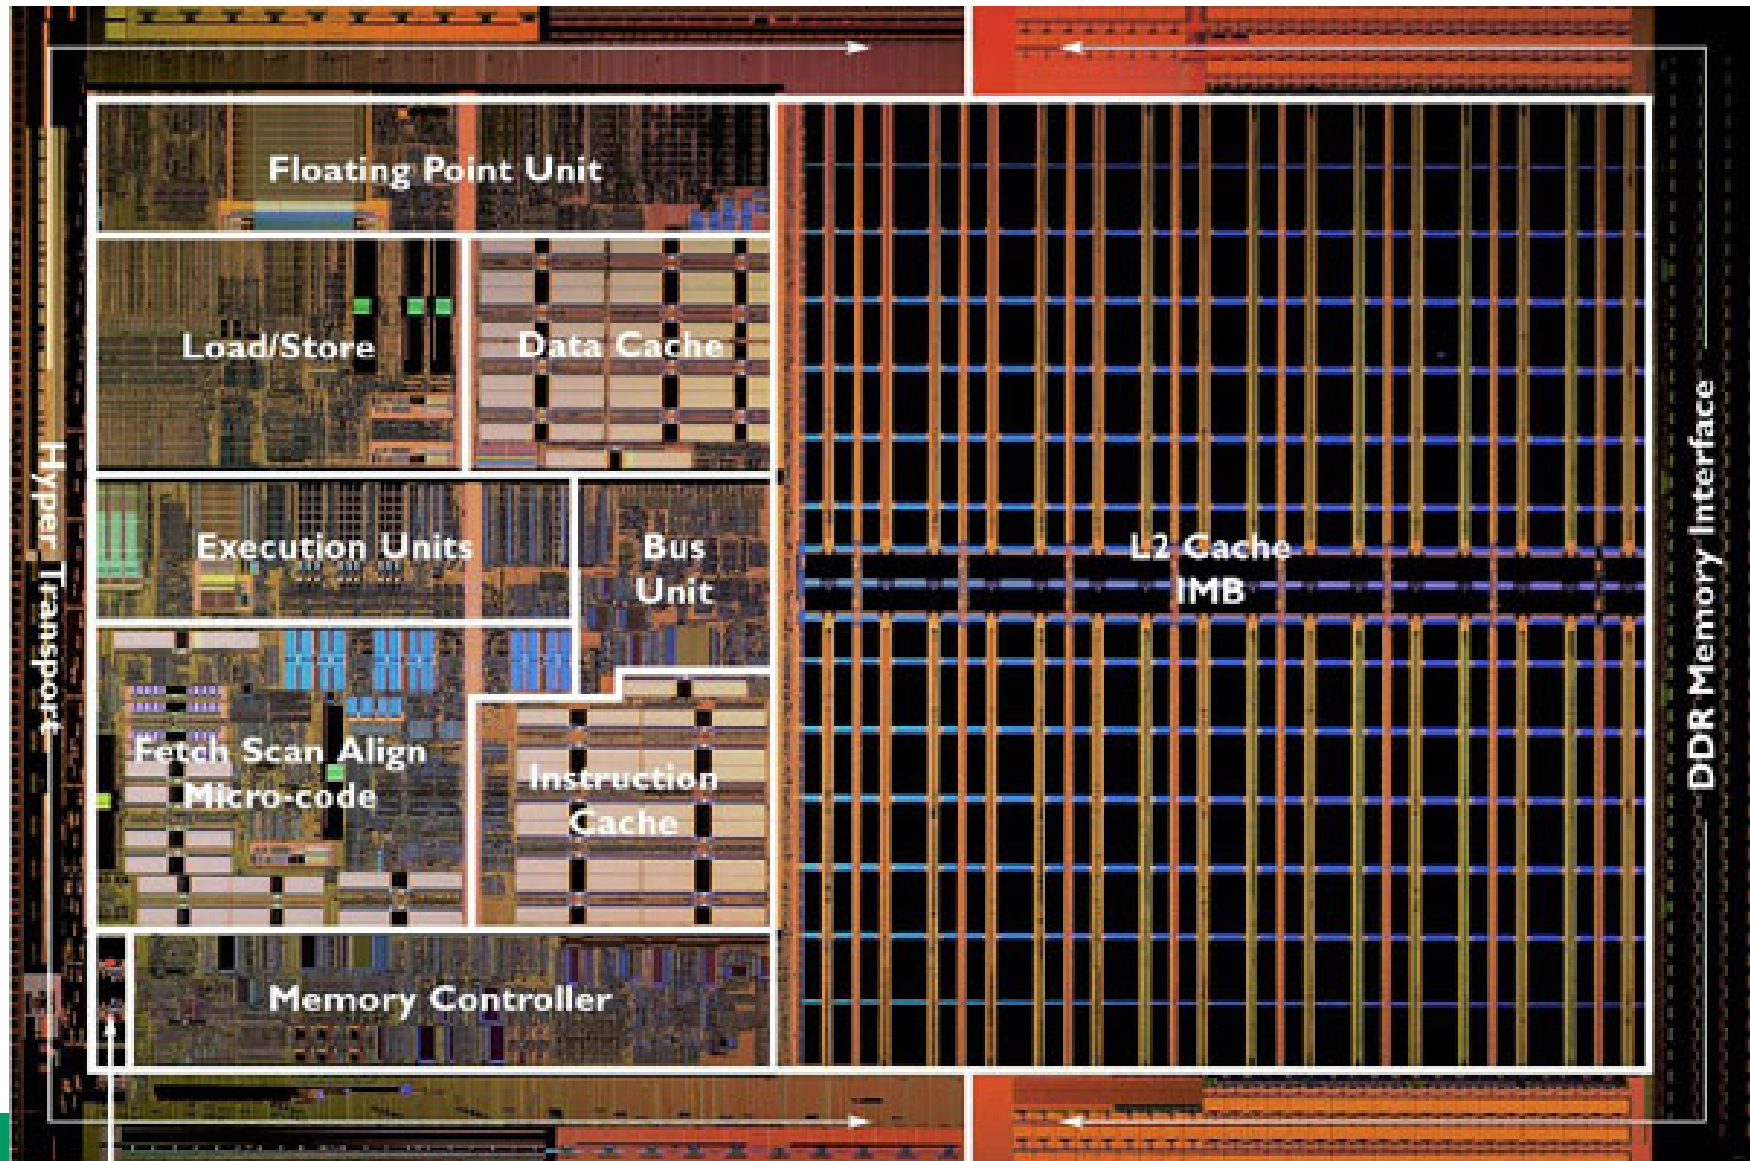 Floating Point Unit
Load/Store
Data Cache
Execution Units
Bus
Unit
L2 Cache
IMB
Hyper Transport
DDR Memory Interface
Fetch Scan Align
Micro-code
Instruction
Cache
Memory Controller